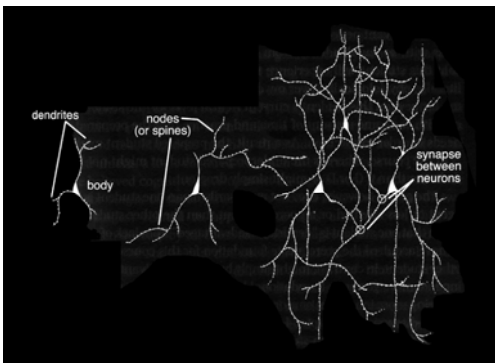 dendrites
nodes
(or spines)
body
synapse
between
neurons